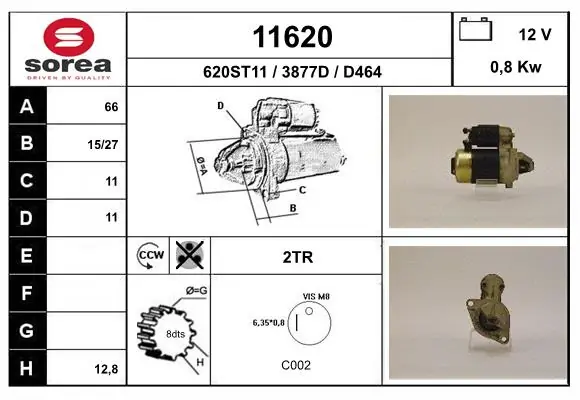 sorea
DRIVEN BY QUALITY
11620
620ST11 / 3877D / D464
12 V
0,8 Kw
A 66
B 15/27
C 11
D 11
E
F
G
H 12,8
D
Ø=A
C
B
CCW
2TR
Ø=G
8dts
H
VIS M8
6,35*0,8
C002